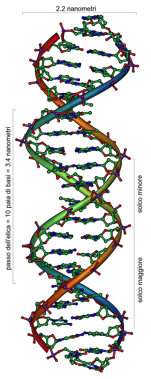 2.2 nanometri
passo dell'elica = 10 paia di basi = 3.4 nanometri
solco minore
solco maggiore